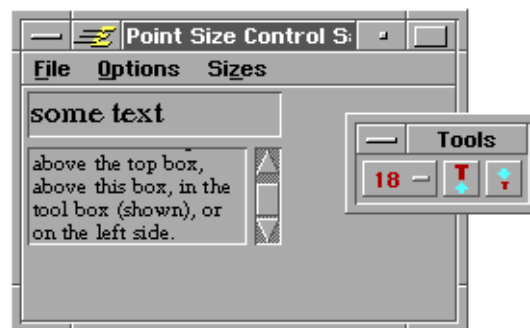 Point Size Control S
File Options Sizes
some text
above the top box,
above this box, in the
tool box (shown), or
on the left side.
Tools
18 T T